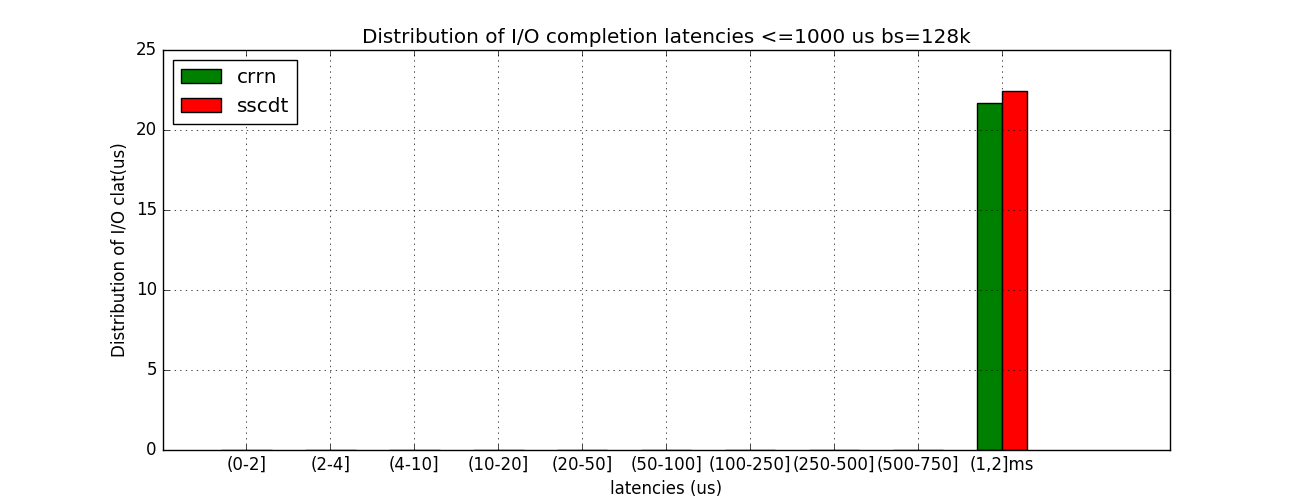 Distribution of I/O completion latencies <=1000 us bs=128k
crrn
sscdt
Distribution of I/O clat(us)
25
20
15
10
5
0
(0-2] (2-4] (4-10] (10-20] (20-50] (50-100] (100-250] (250-500] (500-750] (1,2]ms
latencies (us)